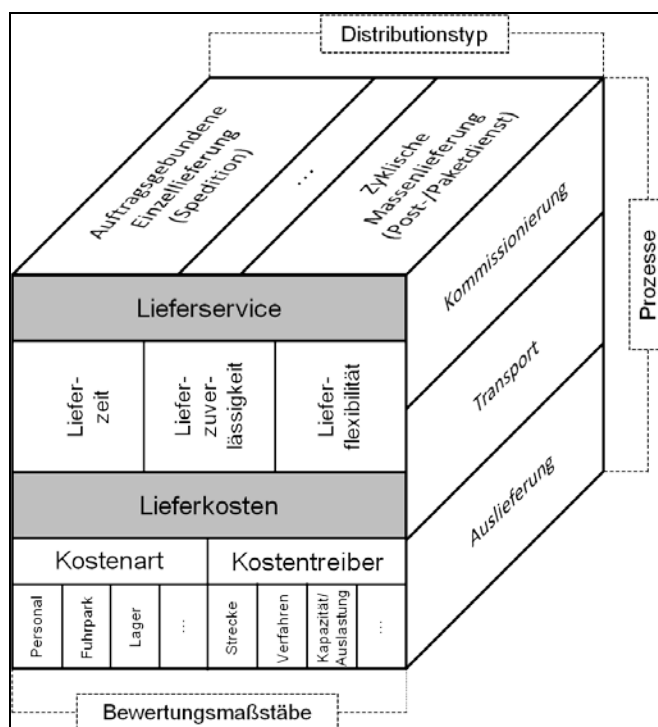 Distributionstyp
Auftragsgebundene
Einzellieferung
(Spedition)
...
Zyklische
Massenlieferung
(Post-/Paketdienst)
Kommissionierung
Transport
Auslieferung
Prozesse
Lieferservice
Liefer-
zeit
Liefer-
zuver-
lässigkeit
Liefer-
flexibilität
Lieferkosten
Kostenart
Kostentreiber
Personal
Fuhrpark
Lager
...
Strecke
Verfahren
Kapazität/
Auslastung
...
Bewertungsmaßstäbe